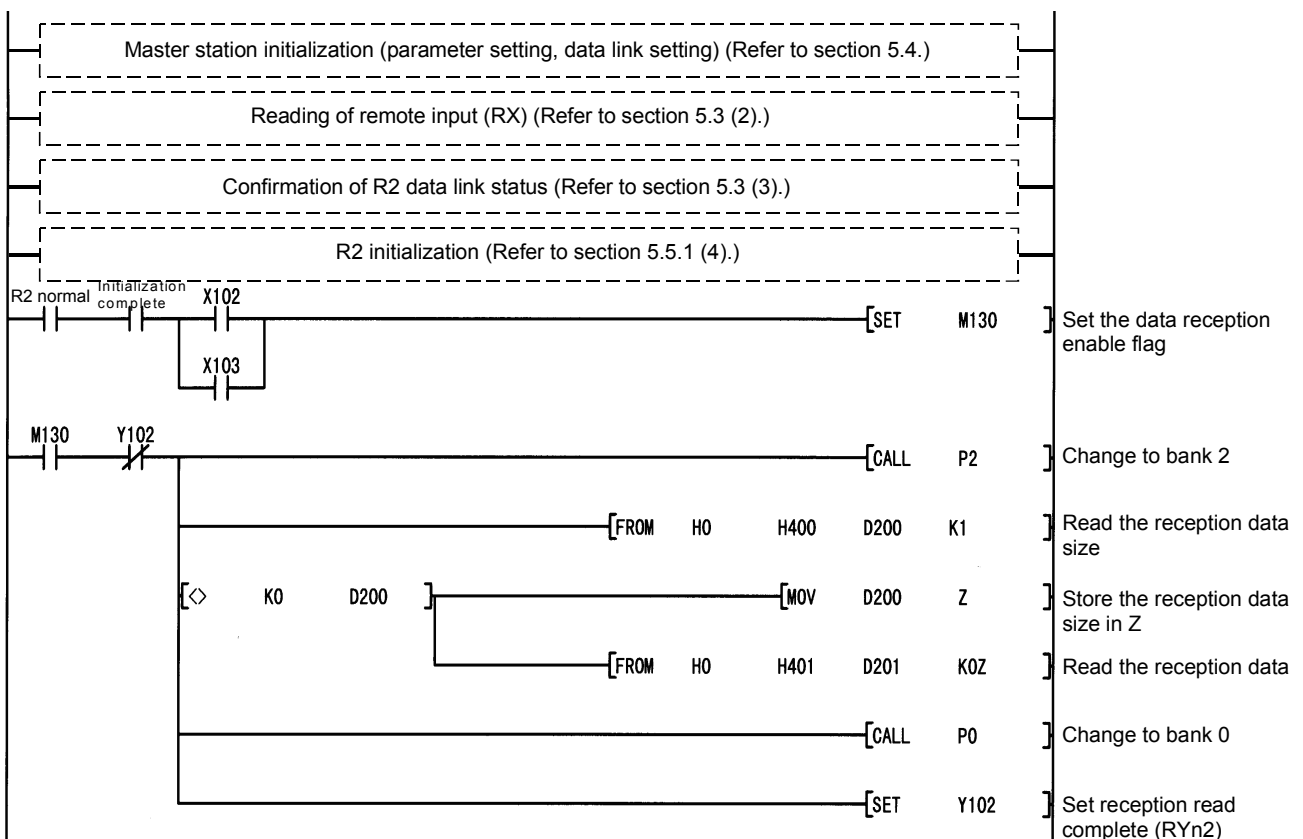 Master station initialization (parameter setting, data link setting) (Refer to section 5.4.)
Reading of remote input (RX) (Refer to section 5.3 (2).)
Confirmation of R2 data link status (Refer to section 5.3 (3).)
R2 initialization (Refer to section 5.5.1 (4).)
R2 normal Initialization complete X102
SET M130 Set the data reception
enable flag
X103
M130 Y102
CALL P2 Change to bank 2
FROM H0 H400 D200 K1 Read the reception data
size
<> K0 D200 MOV D200 Z Store the reception data
size in Z
FROM H0 H401 D201 K0Z Read the reception data
CALL P0 Change to bank 0
SET Y102 Set reception read
complete (RYn2)